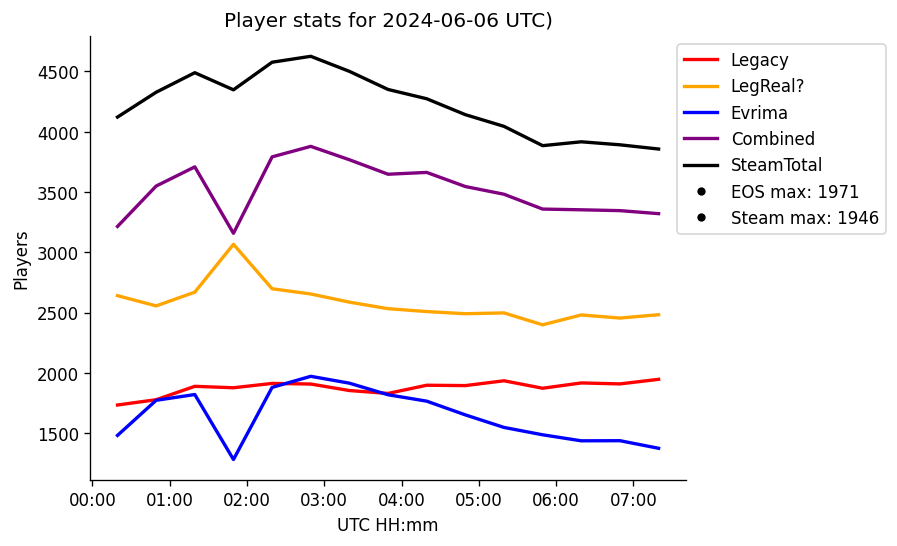 Player stats for 2024-06-06 UTC)
Legacy
LegReal?
Evrima
Combined
SteamTotal
EOS max: 1971
Steam max: 1946
Players
4500
4000
3500
3000
2500
2000
1500
00:00 01:00 02:00 03:00 04:00 05:00 06:00 07:00
UTC HH:mm